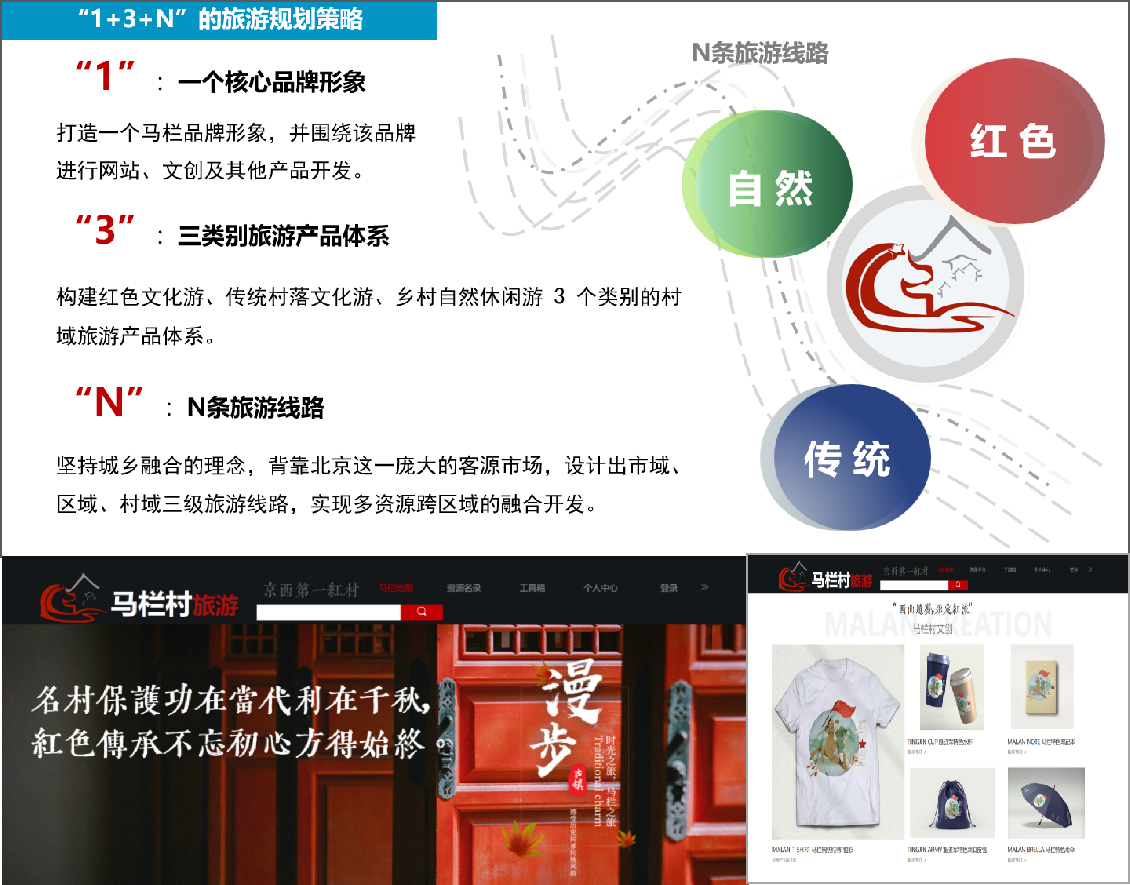 “1+3+N”的旅游规划策略
“1”：一个核心品牌形象
打造一个马栏品牌形象，并围绕该品牌
进行网站、文创及其他产品开发。
“3”：三类别旅游产品体系
构建红色文化游、传统村落文化游、乡村自然休闲游 3 个类别的村
域旅游产品体系。
“N”：N条旅游线路
坚持城乡融合的理念，背靠北京这一庞大的客源市场，设计出市域、
区域、村域三级旅游线路，实现多资源跨区域的融合开发。
N条旅游线路
红色
自然
传统
马栏村旅游
京西第一紅村
马栏地图
资源名录
工具箱
个人中心
登录
名村保護功在當代利在千秋,
紅色傳承不忘初心方得始終
漫步
古镇
时光之旅，马栏之旅
Traditional charm
马栏村旅游
京西第一紅村
MALAN CREATION
马栏村文创
TINGJIN CUP
MALAN NOTE
MALAN T-SHIRT
TINGJIN ARMY
MALAN BRELLA